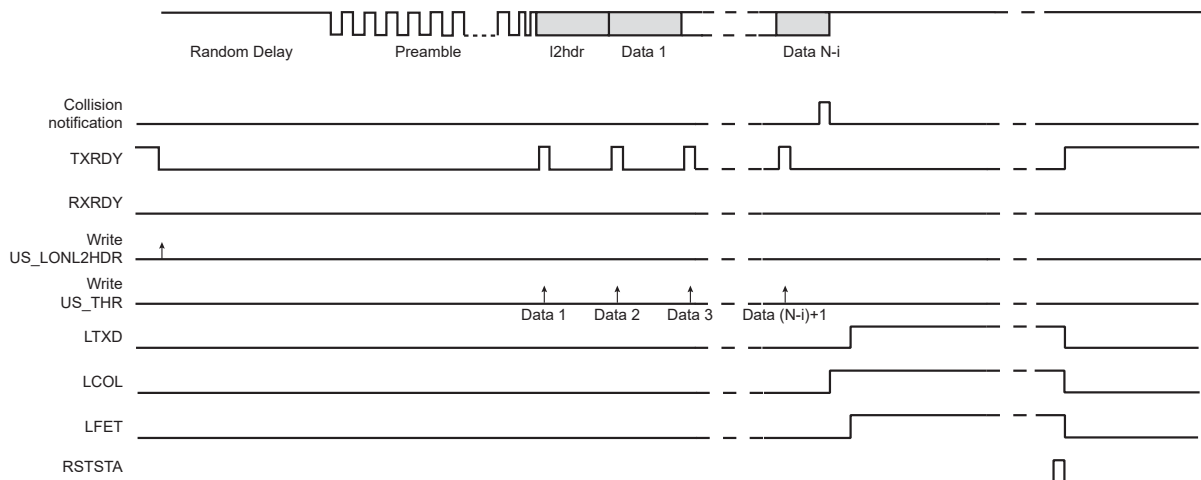 Random Delay Preamble l2hdr Data 1 Data N-i
Collision
notification
TXRDY
RXRDY
Write
US_LONL2HDR
Write
US_THR
Data 1 Data 2 Data 3 Data (N-i)+1
LTXD
LCOL
LFET
RSTSTA